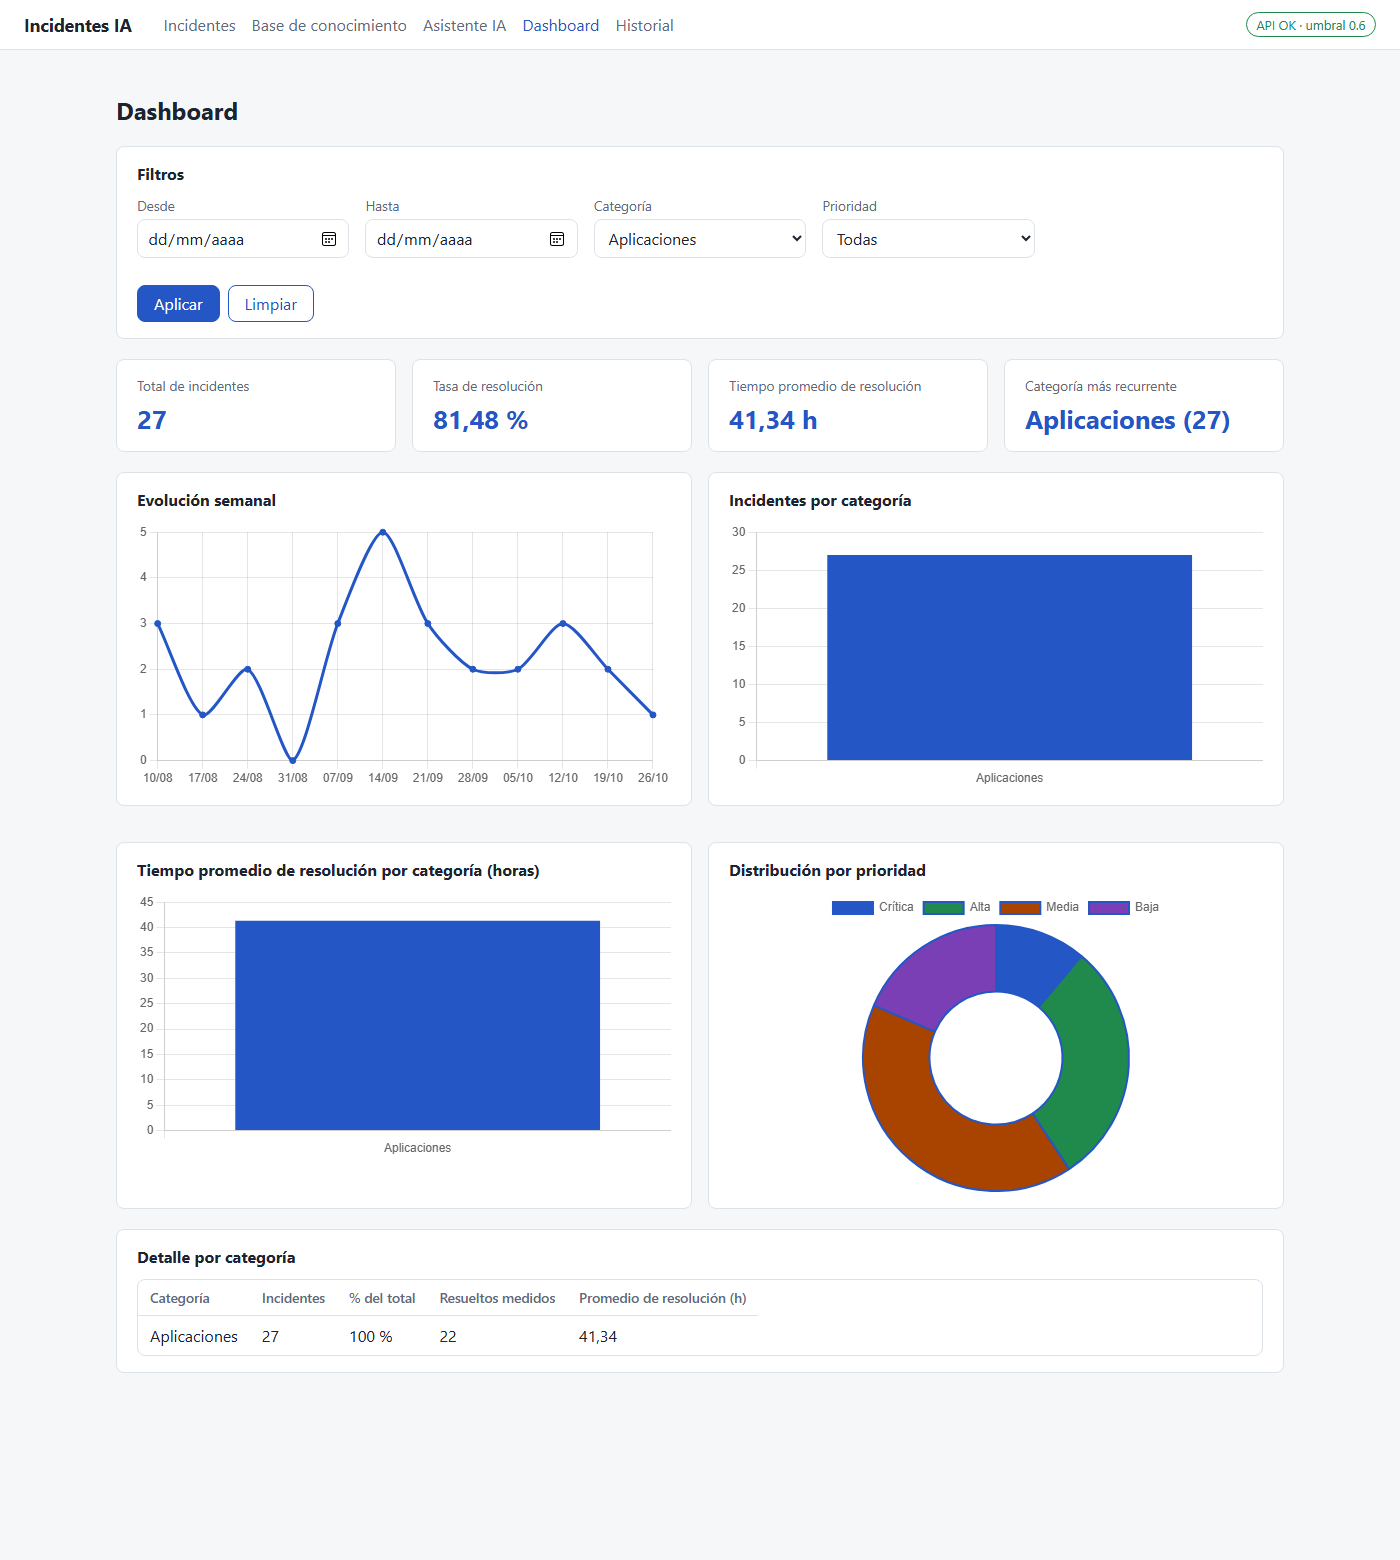 Incidentes IA Incidentes Base de conocimiento Asistente IA Dashboard Historial API OK · umbral 0.6
Dashboard
Filtros
Desde Hasta Categoría Prioridad
dd/mm/aaaa dd/mm/aaaa Aplicaciones Todas
Aplicar Limpiar
Total de incidentes
27
Tasa de resolución
81,48 %
Tiempo promedio de resolución
41,34 h
Categoría más recurrente
Aplicaciones (27)
Evolución semanal
5
4
3
2
1
0
10/08 17/08 24/08 31/08 07/09 14/09 21/09 28/09 05/10 12/10 19/10 26/10
Incidentes por categoría
30
25
20
15
10
5
0
Aplicaciones
Tiempo promedio de resolución por categoría (horas)
45
40
35
30
25
20
15
10
5
0
Aplicaciones
Distribución por prioridad
Crítica Alta Media Baja
Detalle por categoría
Categoría Incidentes % del total Resueltos medidos Promedio de resolución (h)
Aplicaciones 27 100 % 22 41,34